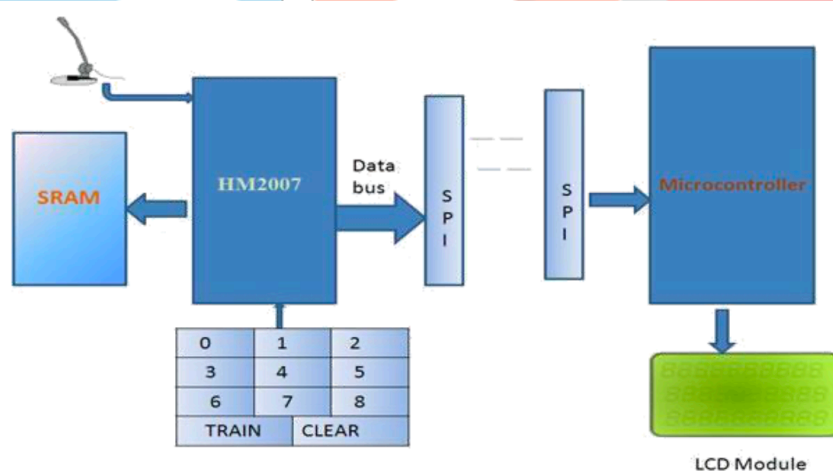 SRAM
HM2007
Data
bus
S
P
I
S
P
I
Microcontroller
0 1 2
3 4 5
6 7 8
TRAIN CLEAR
LCD Module